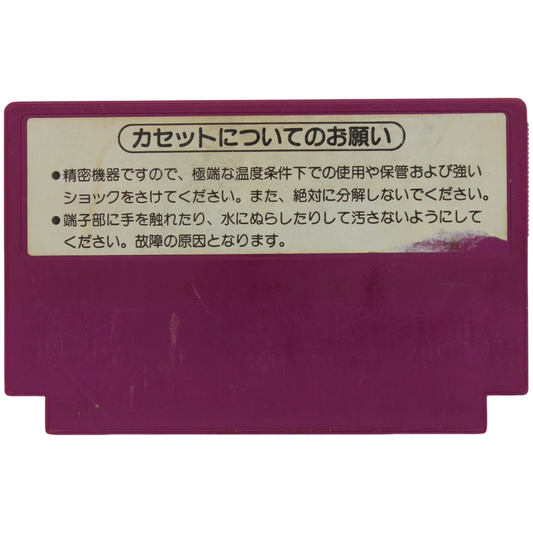 カセットについてのお願い
●精密機器ですので、極端な温度条件下での使用や保管および強い
ショックをさけてください。また、絶対に分解しないでください。
●端子部に手を触れたり、水にぬらしたりして汚さないようにして
ください。故障の原因となります。